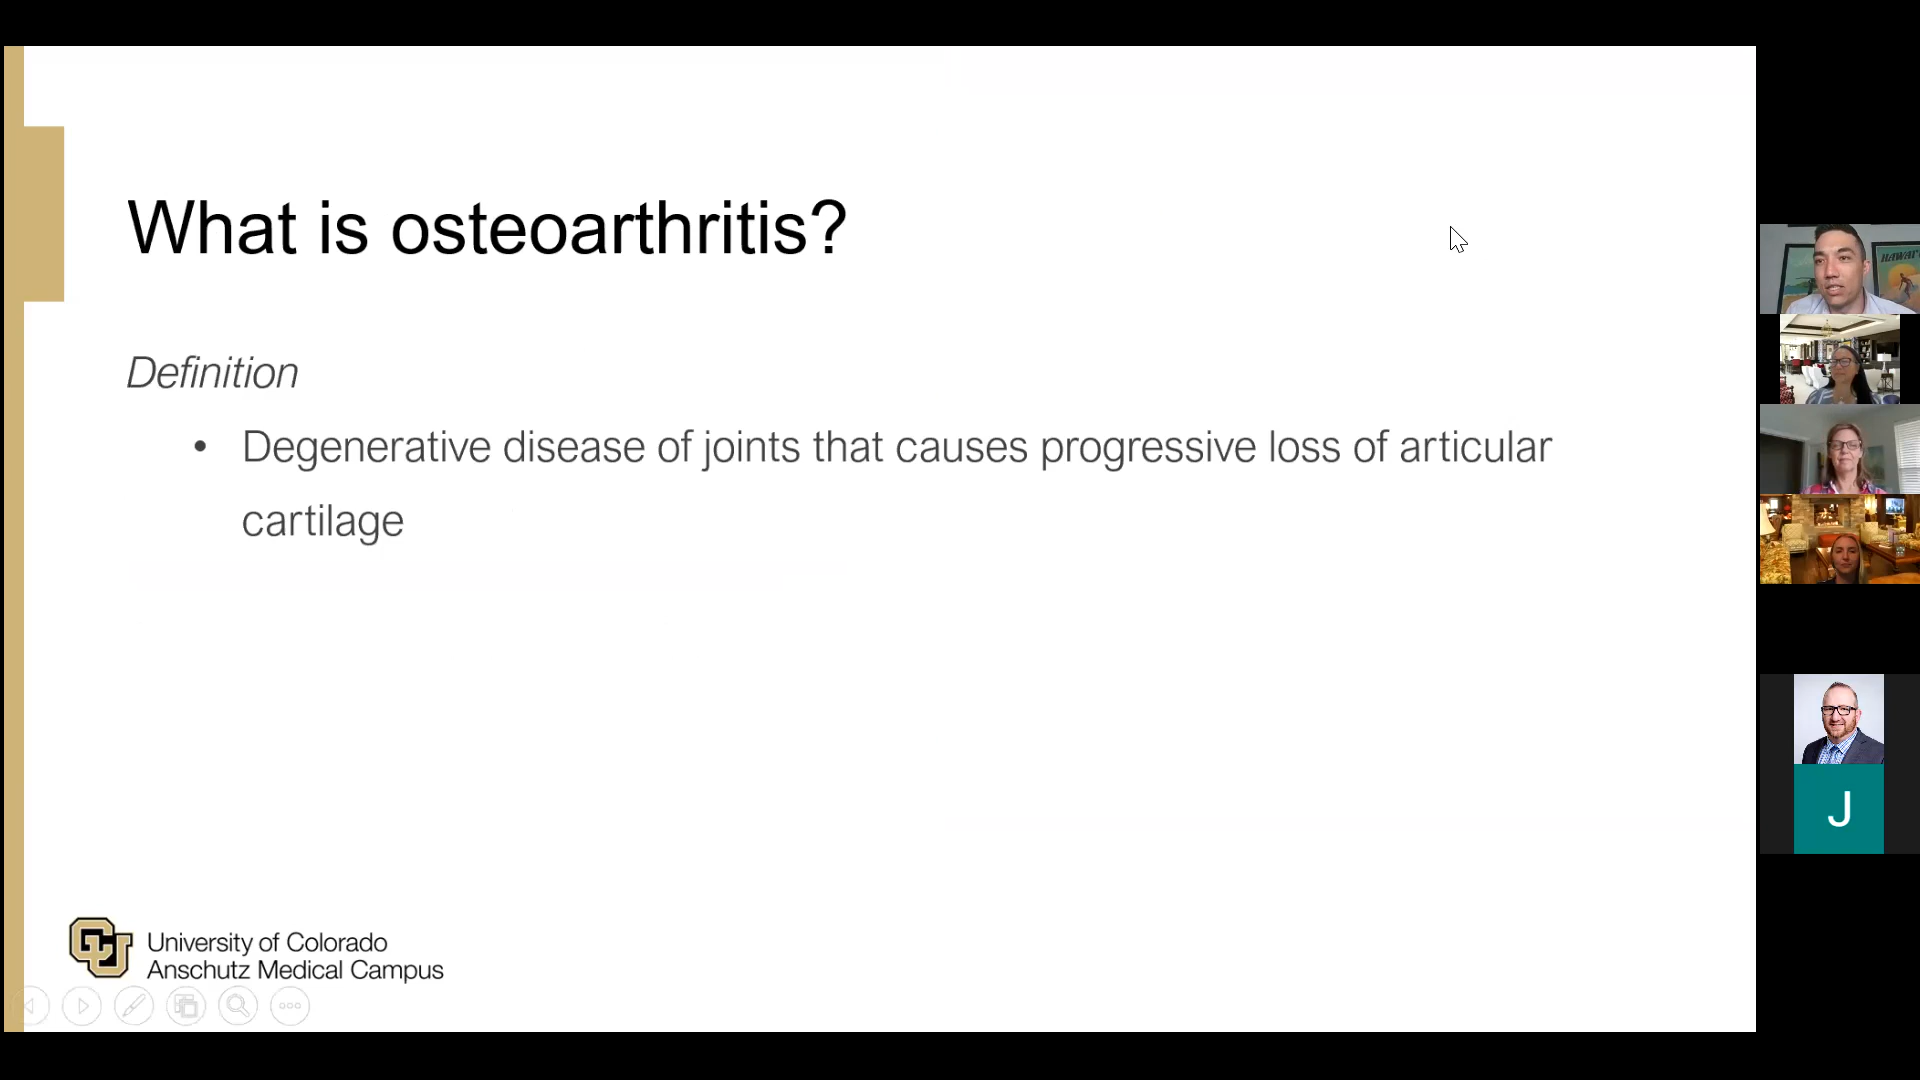 What is osteoarthritis?
Definition
• Degenerative disease of joints that causes progressive loss of articular
cartilage
CU
University of Colorado
Anschutz Medical Campus
J